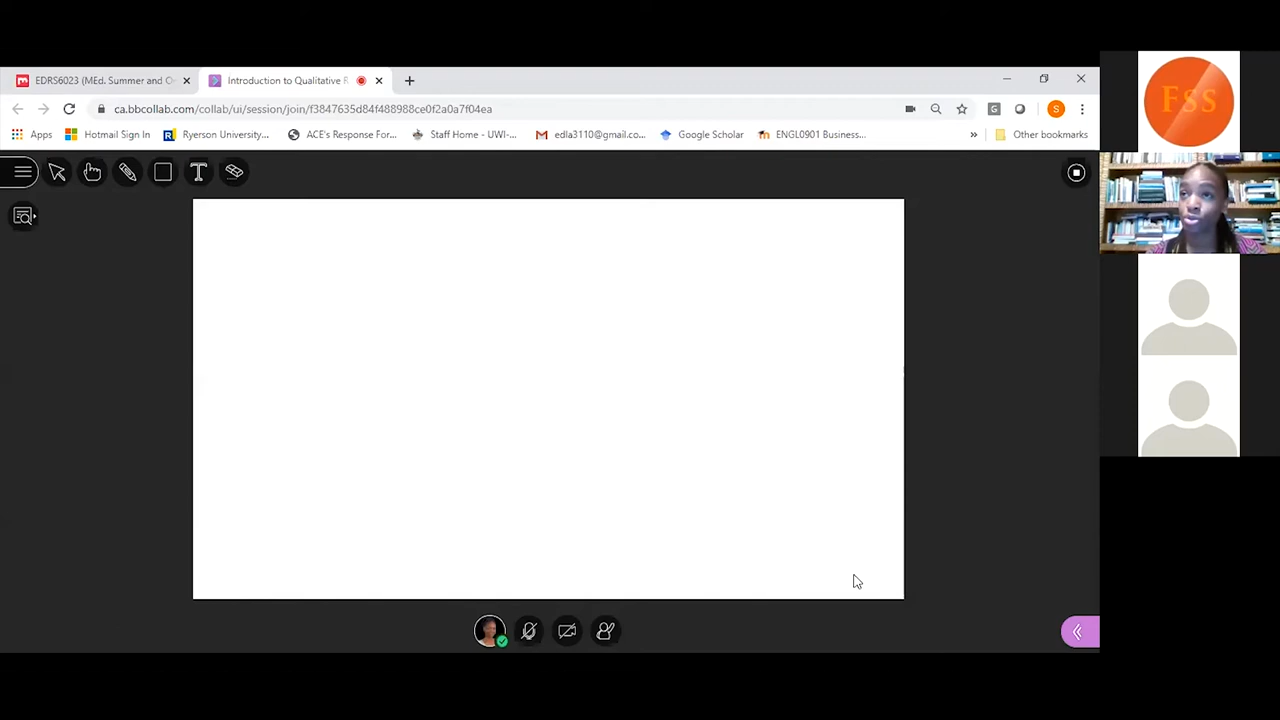 EDRS6023 (MEd. Summer and O
Introduction to Qualitative R
ca.bbcollab.com/collab/ui/session/join/f3847635d84f488988ce0f2a0a7f04ea
G
S
Apps
Hotmail Sign In
Ryerson University...
ACE's Response For...
Staff Home - UWI-...
edla3110@gmail.co...
Google Scholar
ENGL0901 Business...
»
Other bookmarks
T
FSS